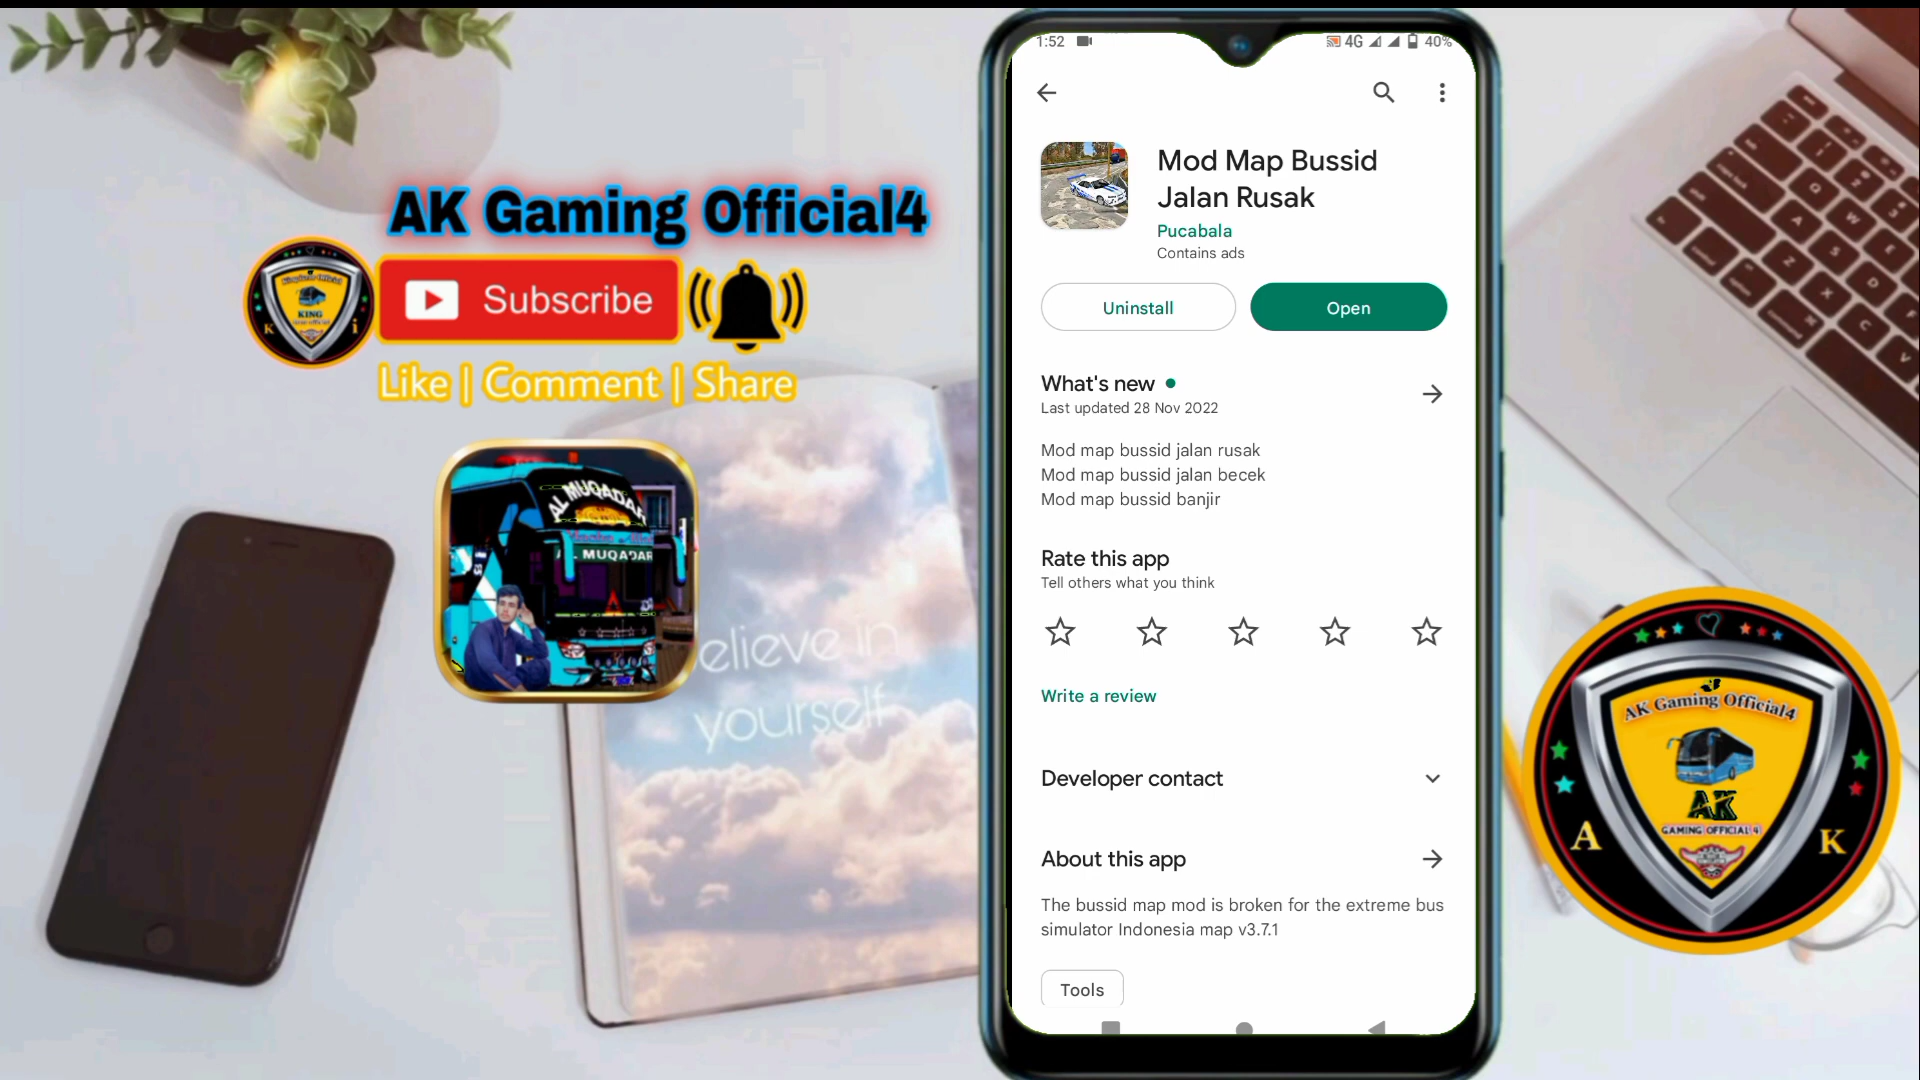 AK Gaming Official4
Subscribe
Like | Comment | Share
AL MUQADAR
AL MUQADAR
K
KING
i
elieve in
yourself
1:52
4G
40%
Mod Map Bussid
Jalan Rusak
Pucabala
Contains ads
Uninstall
Open
What's new
Last updated 28 Nov 2022
Mod map bussid jalan rusak
Mod map bussid jalan becek
Mod map bussid banjir
Rate this app
Tell others what you think
Write a review
Developer contact
About this app
The bussid map mod is broken for the extreme bus
simulator Indonesia map v3.7.1
Tools
AK Gaming Official4
AK
GAMING OFFICIAL 4
A
K